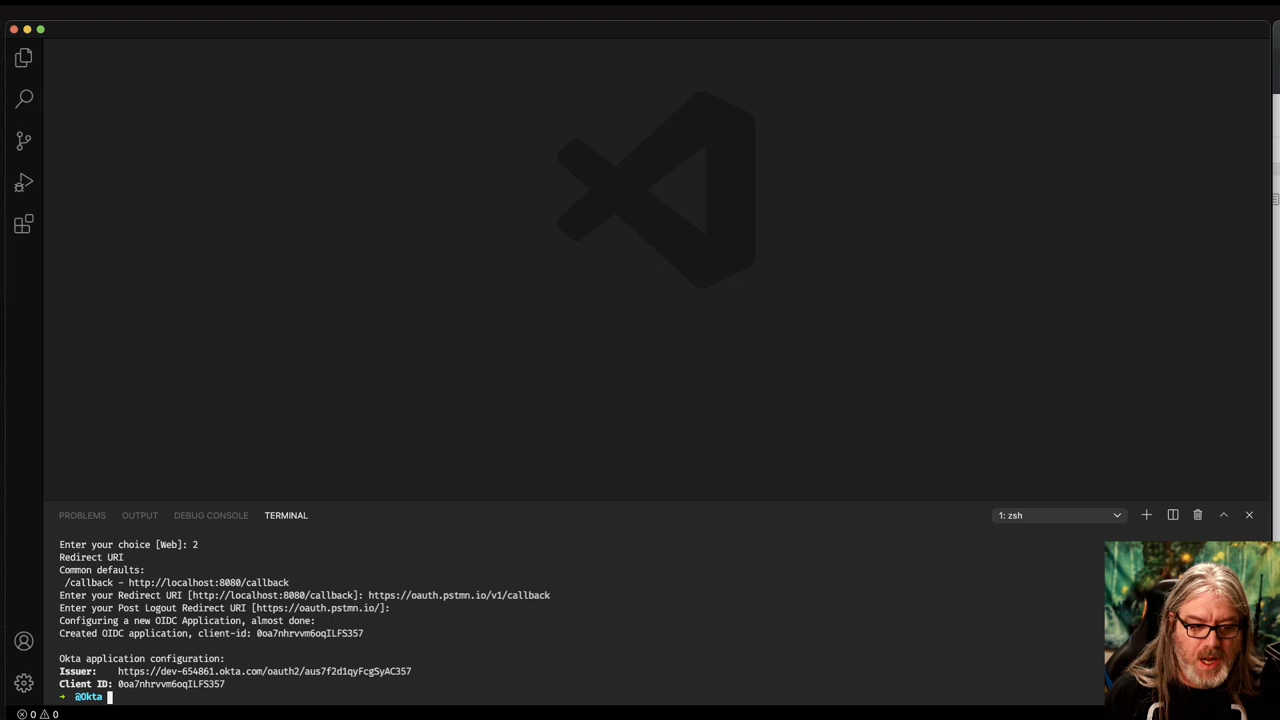 PROBLEMS OUTPUT DEBUG CONSOLE TERMINAL 1: zsh
Enter your choice [Web]: 2
Redirect URI
Common defaults:
/callback - http://localhost:8080/callback
Enter your Redirect URI [http://localhost:8080/callback]: https://oauth.pstmn.io/v1/callback
Enter your Post Logout Redirect URI [https://oauth.pstmn.io/]:
Configuring a new OIDC Application, almost done:
Created OIDC application, client-id: 0oa7nhrvvm6oqILFS357
Okta application configuration:
Issuer: https://dev-654861.okta.com/oauth2/aus7f2d1qyFcgSyAC357
Client ID: 0oa7nhrvvm6oqILFS357
→ @Okta
0 0